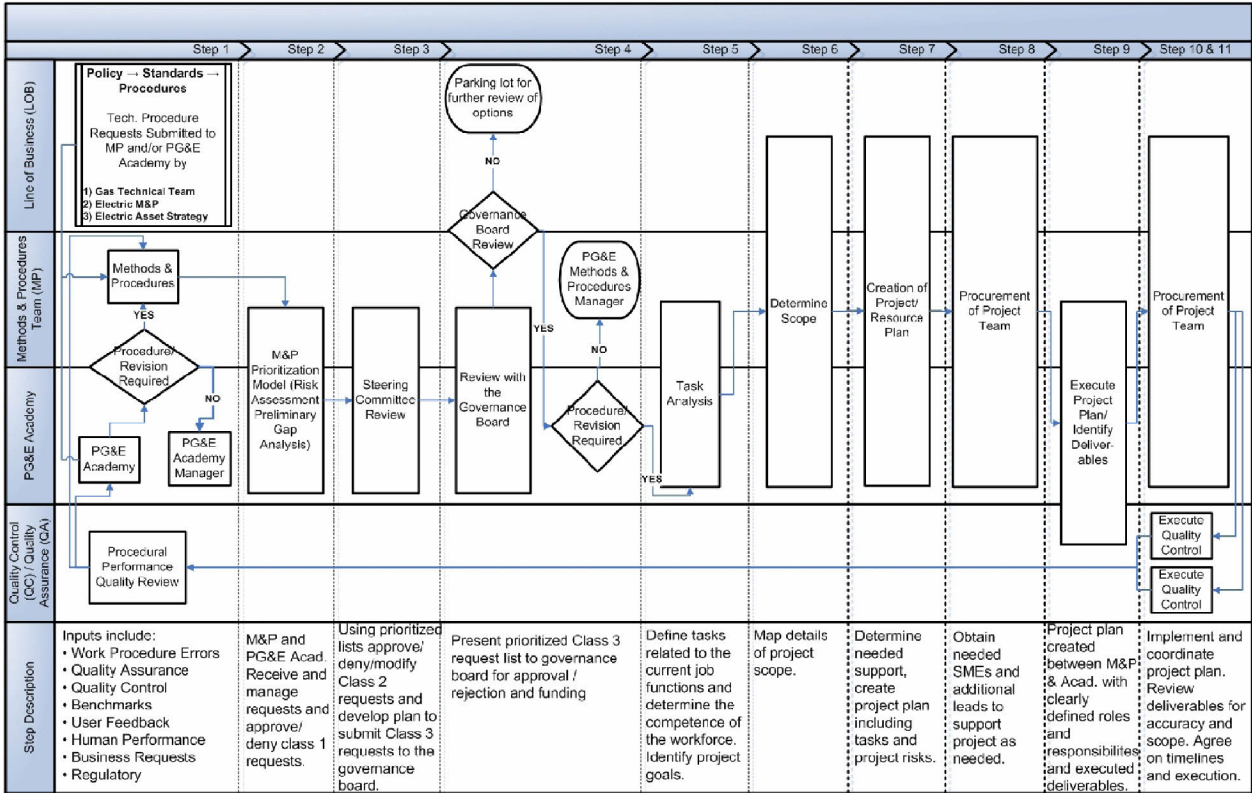 Step 1
Step 2
Step 3
Step 4
Step 5
Step 6
Step 7
Step 8
Step 9
Step 10 & 11
Line of Business (LOB)
Policy → Standards →
Procedures
Tech. Procedure
Requests Submitted to
MP and/or PG&E
Academy by
1) Gas Technical Team
2) Electric M&P
3) Electric Asset Strategy
Parking lot for
further review of
options
NO
Governance
Board
Review
Methods & Procedures
Team (MP)
Methods &
Procedures
YES
Procedure/
Revision
Required
NO
M&P
Prioritization
Model (Risk
Assessment
Preliminary
Gap
Analysis)
Steering
Committee
Review
Review with
the
Governance
Board
YES
PG&E
Methods &
Procedures
Manager
NO
Procedure/
Revision
Required
YES
Task
Analysis
Determine
Scope
Creation of
Project/
Resource
Plan
Procurement
of Project
Team
Execute
Project
Plan/
Identify
Deliver-
ables
Procurement
of Project
Team
PG&E Academy
PG&E
Academy
PG&E
Academy
Manager
Quality Control
(QC) / Quality
Assurance (QA)
Procedural
Performance
Quality Review
Execute
Quality
Control
Execute
Quality
Control
Step Description
Inputs include:
• Work Procedure Errors
• Quality Assurance
• Quality Control
• Benchmarks
• User Feedback
• Human Performance
• Business Requests
• Regulatory
M&P and
PG&E Acad.
Receive and
manage
requests and
approve/
deny class 1
requests.
Using prioritized
lists approve/
deny/modify
Class 2
requests and
develop plan to
submit Class 3
requests to the
governance
board.
Present prioritized Class 3
request list to governance
board for approval /
rejection and funding
Define tasks
related to the
current job
functions and
determine the
competence of
the workforce.
Identify project
goals.
Map details
of project
scope.
Determine
needed
support,
create
project plan
including
tasks and
project risks.
Obtain
needed
SMEs and
additional
leads to
support
project as
needed.
Project plan
created
between M&P
& Acad. with
clearly
defined roles
and
responsibilites
and executed
deliverables.
Implement and
coordinate
project plan.
Review
deliverables for
accuracy and
scope. Agree
on timelines
and execution.